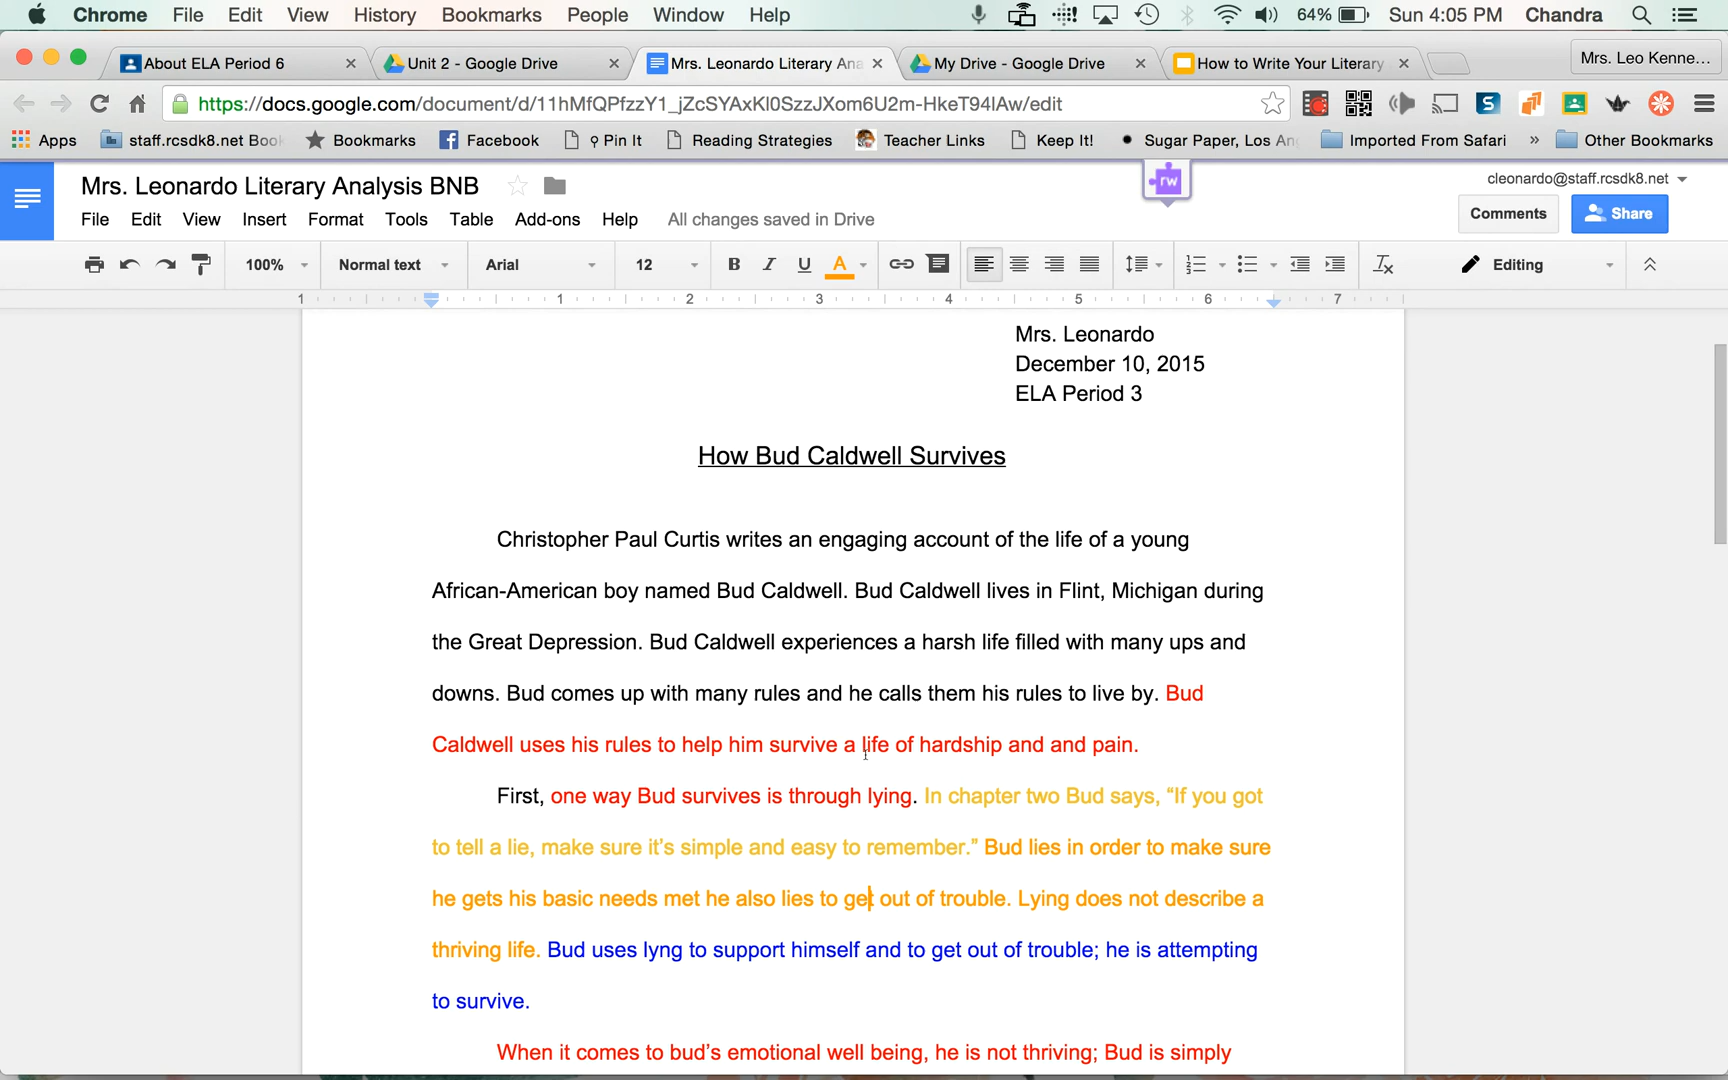 Chrome File Edit View History Bookmarks People Window Help 64% Sun 4:05 PM Chandra
About ELA Period 6 Unit 2 - Google Drive Mrs. Leonardo Literary Ana My Drive - Google Drive How to Write Your Literary Mrs. Leo Kenne...
https://docs.google.com/document/d/11hMfQPfzzY1_jZcSYAxKl0SzzJXom6U2m-HkeT94lAw/edit
Apps staff.rcsdk8.net Boo Bookmarks Facebook Pin It Reading Strategies Teacher Links Keep It! Sugar Paper, Los An Imported From Safari » Other Bookmarks
rw
Mrs. Leonardo Literary Analysis BNB cleonardo@staff.rcsdk8.net
File Edit View Insert Format Tools Table Add-ons Help All changes saved in Drive Comments Share
100% Normal text Arial 12 B I U A Editing
1 1 2 3 4 5 6 7
Mrs. Leonardo
December 10, 2015
ELA Period 3
How Bud Caldwell Survives
Christopher Paul Curtis writes an engaging account of the life of a young
African-American boy named Bud Caldwell. Bud Caldwell lives in Flint, Michigan during
the Great Depression. Bud Caldwell experiences a harsh life filled with many ups and
downs. Bud comes up with many rules and he calls them his rules to live by. Bud
Caldwell uses his rules to help him survive a life of hardship and and pain.
First, one way Bud survives is through lying. In chapter two Bud says, “If you got
to tell a lie, make sure it’s simple and easy to remember.” Bud lies in order to make sure
he gets his basic needs met he also lies to get out of trouble. Lying does not describe a
thriving life. Bud uses lyng to support himself and to get out of trouble; he is attempting
to survive.
When it comes to bud’s emotional well being, he is not thriving; Bud is simply